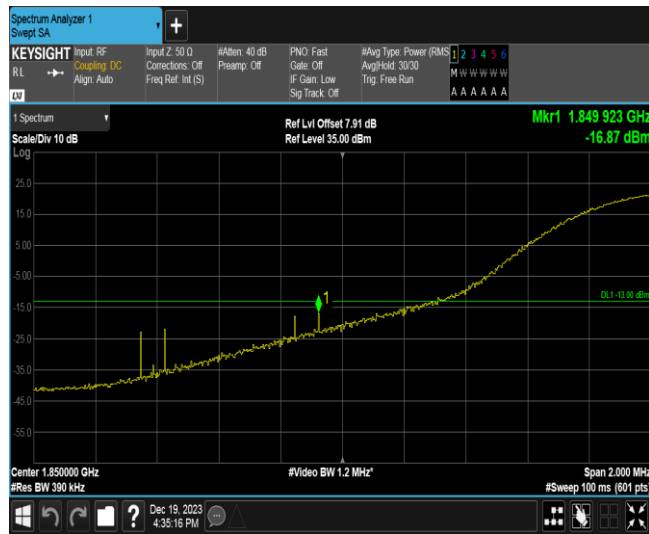 Spectrum Analyzer 1
Swept SA
KEYSIGHT
RL
LXI
Input: RF
Coupling: DC
Align: Auto
Input Z: 50 Ω
Corrections: Off
Freq Ref: Int (S)
#Atten: 40 dB
Preamp: Off
PNO: Fast
Gate: Off
IF Gain: Low
Sig Track: Off
#Avg Type: Power (RMS
Avg|Hold: 30/30
Trig: Free Run
1 2 3 4 5 6
M W W W W W
A A A A A A
1 Spectrum
Scale/Div 10 dB
Log
Ref Lvl Offset 7.91 dB
Ref Level 35.00 dBm
Mkr1 1.849 923 GHz
-16.87 dBm
25.0
15.0
5.00
-5.00
-15.0
-25.0
-35.0
-45.0
-55.0
1
DL1 -13.00 dBm
Center 1.850000 GHz
#Res BW 390 kHz
#Video BW 1.2 MHz*
Span 2.000 MHz
#Sweep 100 ms (601 pts)
?
Dec 19, 2023
4:35:16 PM